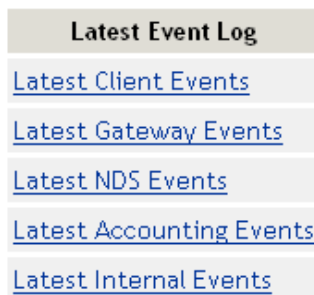 Latest Event Log
Latest Client Events
Latest Gateway Events
Latest NDS Events
Latest Accounting Events
Latest Internal Events